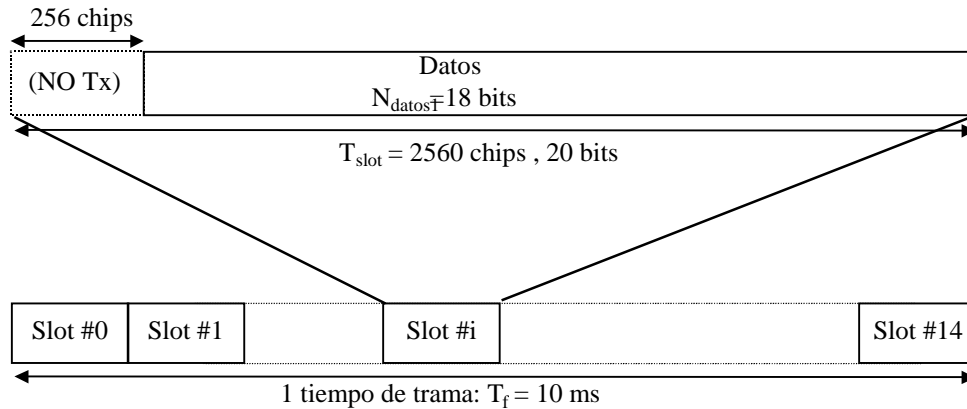 256 chips
(NO Tx)
Datos
N_datos1=18 bits
T_slot = 2560 chips , 20 bits
Slot #0 Slot #1 Slot #i Slot #14
1 tiempo de trama: T_f = 10 ms